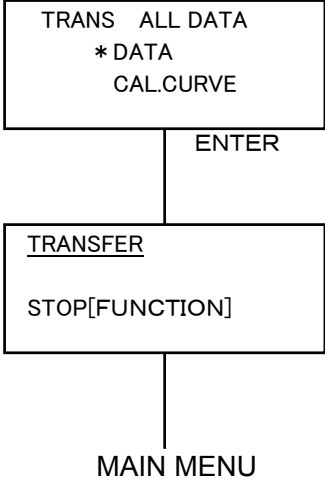 TRANS ALL DATA
* DATA
CAL.CURVE
ENTER
TRANSFER
STOP[FUNCTION]
MAIN MENU